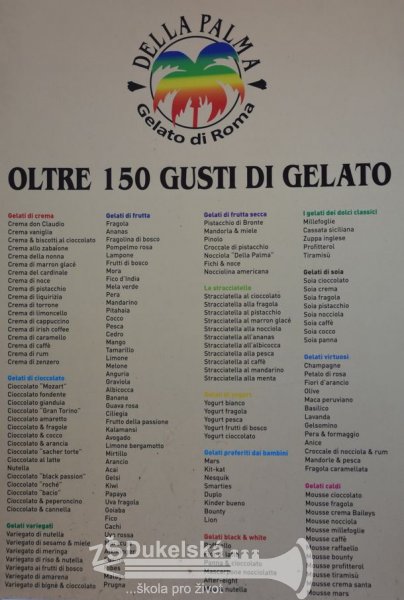 DELLA PALMA
Gelato di Roma
OLTRE 150 GUSTI DI GELATO
Gelati di crema
Crema don Claudio
Crema vaniglia
Crema & biscotti al cioccolato
Crema allo zabaione
Crema della nonna
Crema di marron glacé
Crema del cardinale
Crema di noce
Crema di pistacchio
Crema di liquirizia
Crema di torrone
Crema di limoncello
Crema di cappuccino
Crema di irish coffee
Crema di caramello
Crema di caffè
Crema di rum
Crema di zenzero
Gelati di cioccolato
Cioccolato "Mozart"
Cioccolato fondente
Cioccolato gianduia
Cioccolato "Gran Torino"
Cioccolato amaretto
Cioccolato & fragole
Cioccolato & cocco
Cioccolato & arancio
Cioccolato "sacher torte"
Cioccolato al latte
Nutella
Cioccolato "black passion"
Cioccolato "roché"
Cioccolato "bacio"
Cioccolato & peperoncino
Cioccolato & cannella
Gelati variegati
Variegato di nutella
Variegato di sesamo & miele
Variegato di meringa
Variegato di riso & nutella
Variegato ai frutti di bosco
Variegato di amarena
Variegato di bignè & cioccolato
Gelati di frutta
Fragola
Ananas
Fragolina di bosco
Pompelmo rosa
Lampone
Frutti di bosco
Mora
Fico d'India
Mela verde
Pera
Mandarino
Pitahaia
Cocco
Pesca
Cedro
Mango
Tamarillo
Limone
Melone
Anguria
Graviola
Albicocca
Banana
Guava rosa
Ciliegia
Frutto della passione
Kalamansi
Avogado
Limone bergamotto
Mirtillo
Arancio
Acai
Gelsi
Kiwi
Papaya
Uva fragola
Goiaba
Fico
Cachi
Uva rossa
Prugna
Gelati di frutta secca
Pistacchio di Bronte
Mandorla & miele
Pinolo
Croccale di pistacchio
Nocciola "Della Palma"
Fichi & noce
Nocciolina americana
Le stracciatelle
Stracciatella al cioccolato
Stracciatella alla fragola
Stracciatella al pistacchio
Stracciatella al marron glacé
Stracciatella alla nocciola
Stracciatella all'ananas
Stracciatella all'albicocca
Stracciatella alla pesca
Stracciatella al caffè
Stracciatella al mandarino
Stracciatella alla menta
Gelati di yogurt
Yogurt bianco
Yogurt fragola
Yogurt pesca
Yogurt frutti di bosco
Yogurt cioccolato
Gelati preferiti dai bambini
Mars
Kit-kat
Nesquik
Smarties
Duplo
Kinder bueno
Bounty
Lion
Gelati black & white
Raffaello
Panna & cioccolato
After-eight
I gelati dei dolci classici
Millefoglie
Cassata siciliana
Zuppa inglese
Profitterol
Tiramisù
Gelati di soia
Soia cioccolato
Soia crema
Soia fragola
Soia pistacchio
Soia nocciola
Soia caffè
Soia cocco
Soia panna
Gelati virtuosi
Champagne
Petalo di rosa
Fiori d'arancio
Olive
Maca peruviano
Basilico
Lavanda
Gelsomino
Pera & formaggio
Anice
Croccale di nocciola & rum
Mandorle & pesca
Fragola caramellata
Gelati caldi
Mousse cioccolato
Mousse fragola
Mousse crema Baileys
Mousse nocciola
Mousse millefoglie
Mousse bounty
Mousse raffaello
Mousse bounty
Mousse tiramisù
Mousse crema santa
Mousse mars
ZŠ Dukelská
...škola pro život